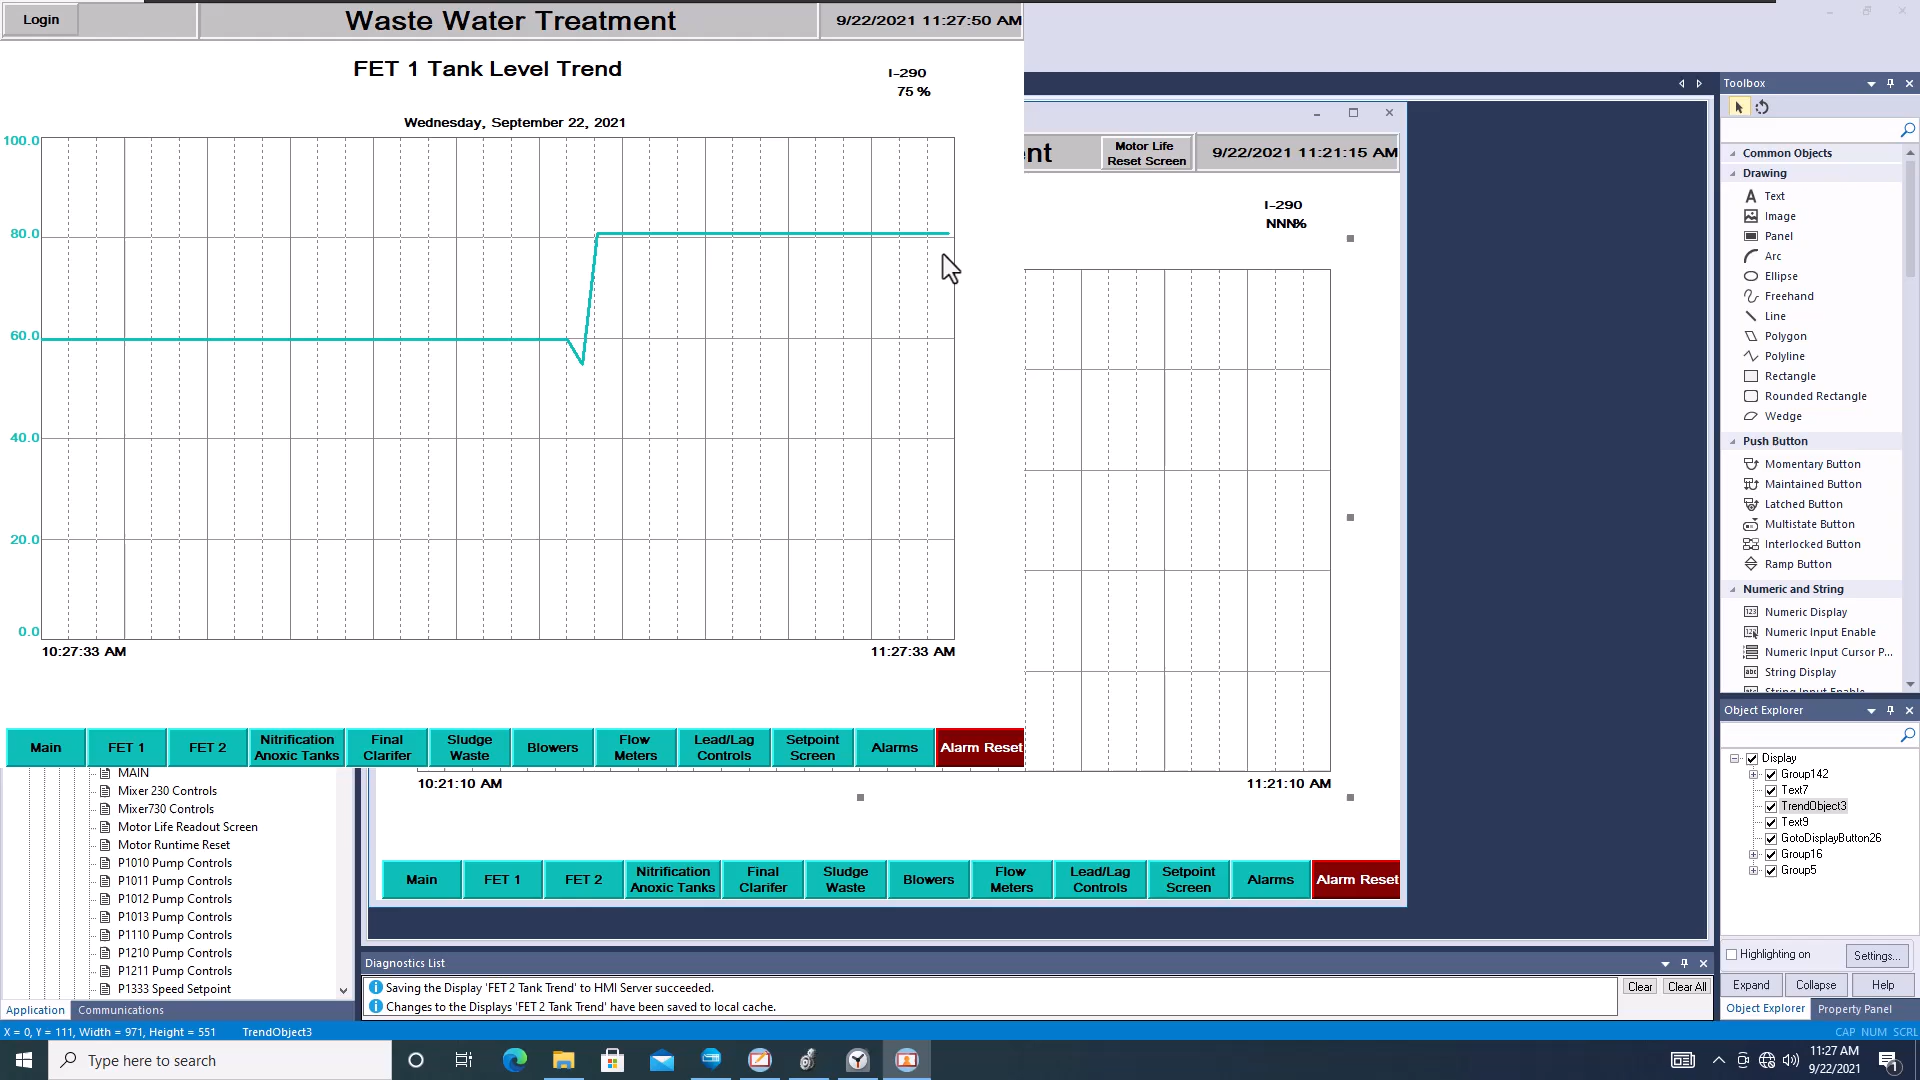 Login
Waste Water Treatment
9/22/2021 11:27:50 AM
FET 1 Tank Level Trend
I-290
75 %
Wednesday, September 22, 2021
100.0
80.0
60.0
40.0
20.0
0.0
10:27:33 AM
11:27:33 AM
Main
FET 1
FET 2
Nitrification
Anoxic Tanks
Final
Clarifer
Sludge
Waste
Blowers
Flow
Meters
Lead/Lag
Controls
Setpoint
Screen
Alarms
Alarm Reset
nt
Motor Life
Reset Screen
9/22/2021 11:21:15 AM
I-290
NNN%
10:21:10 AM
11:21:10 AM
Main
FET 1
FET 2
Nitrification
Anoxic Tanks
Final
Clarifer
Sludge
Waste
Blowers
Flow
Meters
Lead/Lag
Controls
Setpoint
Screen
Alarms
Alarm Reset
MAIN
Mixer 230 Controls
Mixer730 Controls
Motor Life Readout Screen
Motor Runtime Reset
P1010 Pump Controls
P1011 Pump Controls
P1012 Pump Controls
P1013 Pump Controls
P1110 Pump Controls
P1210 Pump Controls
P1211 Pump Controls
P1333 Speed Setpoint
Application
Communications
Diagnostics List
Saving the Display 'FET 2 Tank Trend' to HMI Server succeeded.
Changes to the Displays 'FET 2 Tank Trend' have been saved to local cache.
Clear
Clear All
Toolbox
Common Objects
Drawing
Text
Image
Panel
Arc
Ellipse
Freehand
Line
Polygon
Polyline
Rectangle
Rounded Rectangle
Wedge
Push Button
Momentary Button
Maintained Button
Latched Button
Multistate Button
Interlocked Button
Ramp Button
Numeric and String
Numeric Display
Numeric Input Enable
Numeric Input Cursor P...
String Display
String Input Enable
Object Explorer
Display
Group142
Text7
TrendObject3
Text9
GotoDisplayButton26
Group16
Group5
Highlighting on
Settings...
Expand
Collapse
Help
Object Explorer
Property Panel
X = 0, Y = 111, Width = 971, Height = 551
TrendObject3
CAP NUM SCRL
Type here to search
11:27 AM
9/22/2021
1